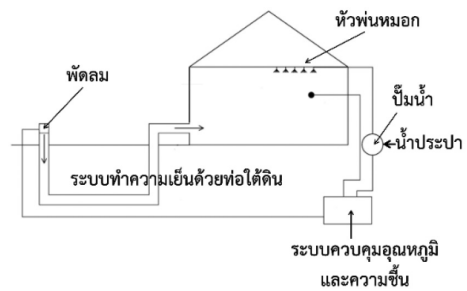 หัวพ่นหมอก
พัดลม
ปั๊มน้ำ
น้ำประปา
ระบบทำความเย็นด้วยท่อใต้ดิน
ระบบควบคุมอุณหภูมิ
และความชื้น